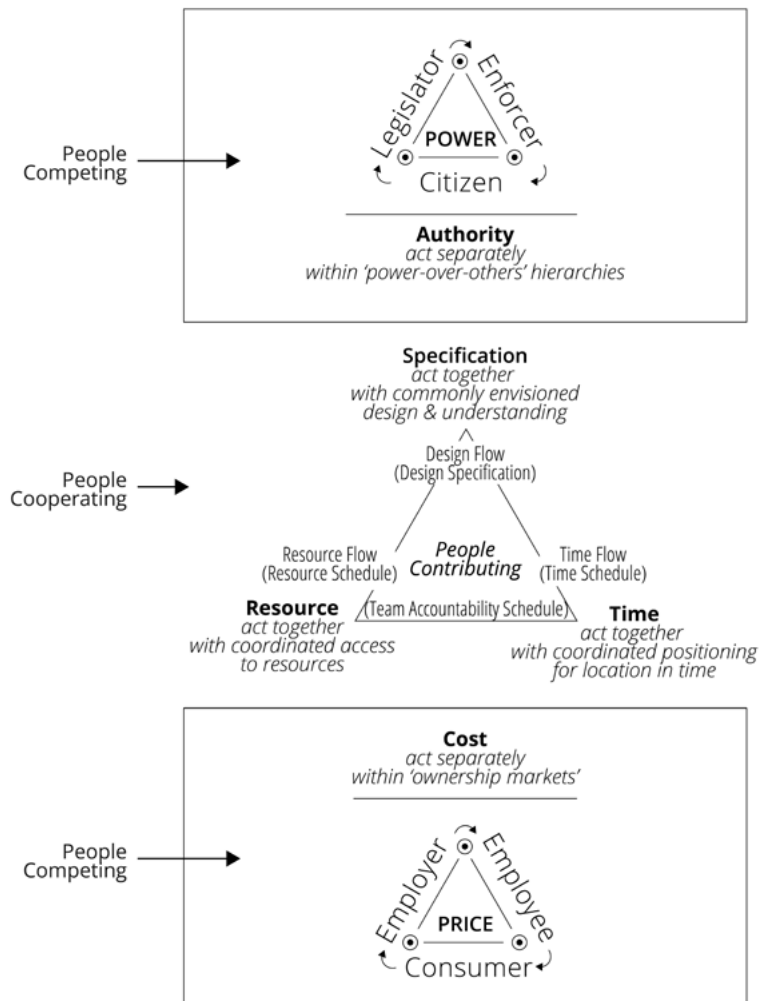 Legislator
Enforcer
POWER
Citizen
People
Competing
Authority
act separately
within ‘power-over-others’ hierarchies
Specification
act together
with commonly envisioned
design & understanding
Design Flow
(Design Specification)
People
Cooperating
Resource Flow
(Resource Schedule)
People
Contributing
Time Flow
(Time Schedule)
(Team Accountability Schedule)
Resource
act together
with coordinated access
to resources
Time
act together
with coordinated positioning
for location in time
Cost
act separately
within ‘ownership markets’
People
Competing
Employer
Employee
PRICE
Consumer